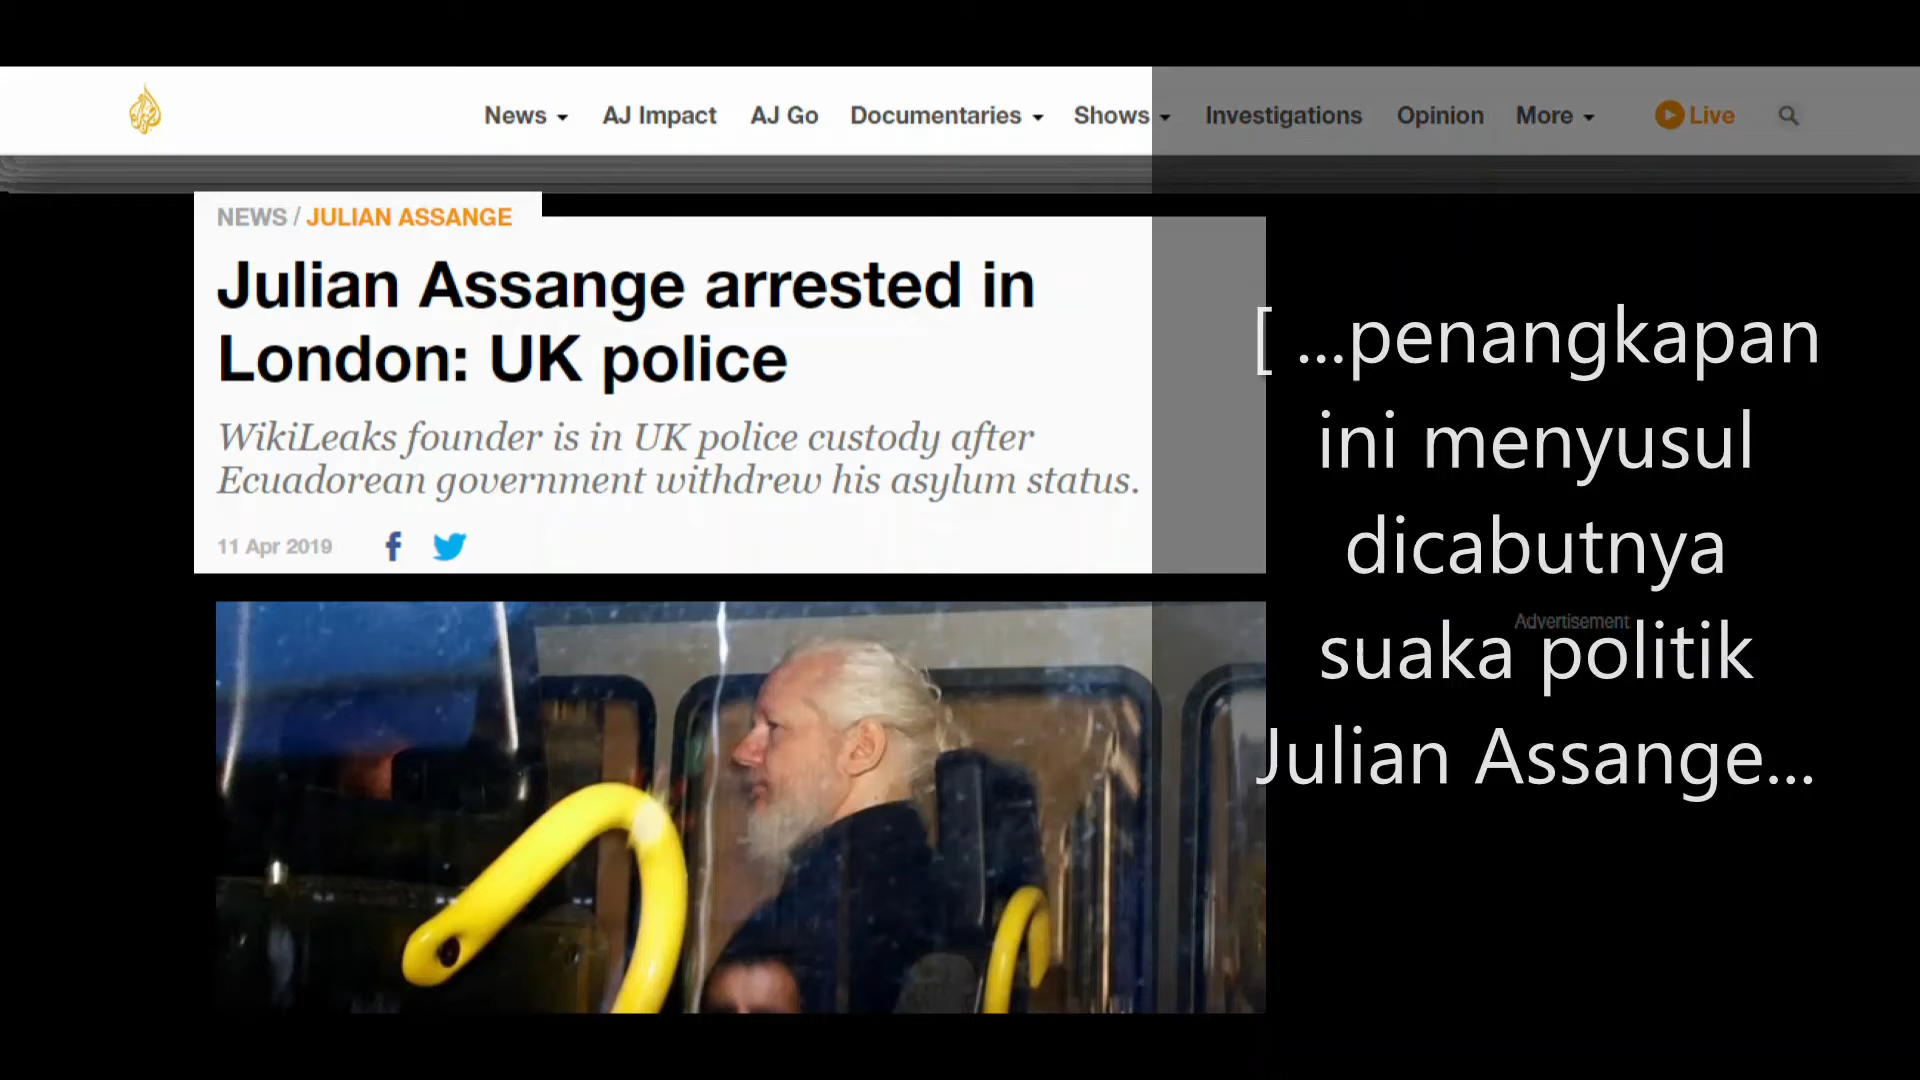 News AJ Impact AJ Go Documentaries Shows Investigations Opinion More Live
NEWS / JULIAN ASSANGE
Julian Assange arrested in
London: UK police
WikiLeaks founder is in UK police custody after
Ecuadorean government withdrew his asylum status.
11 Apr 2019
[ ...penangkapan
ini menyusul
dicabutnya
suaka politik
Julian Assange...
Advertisement